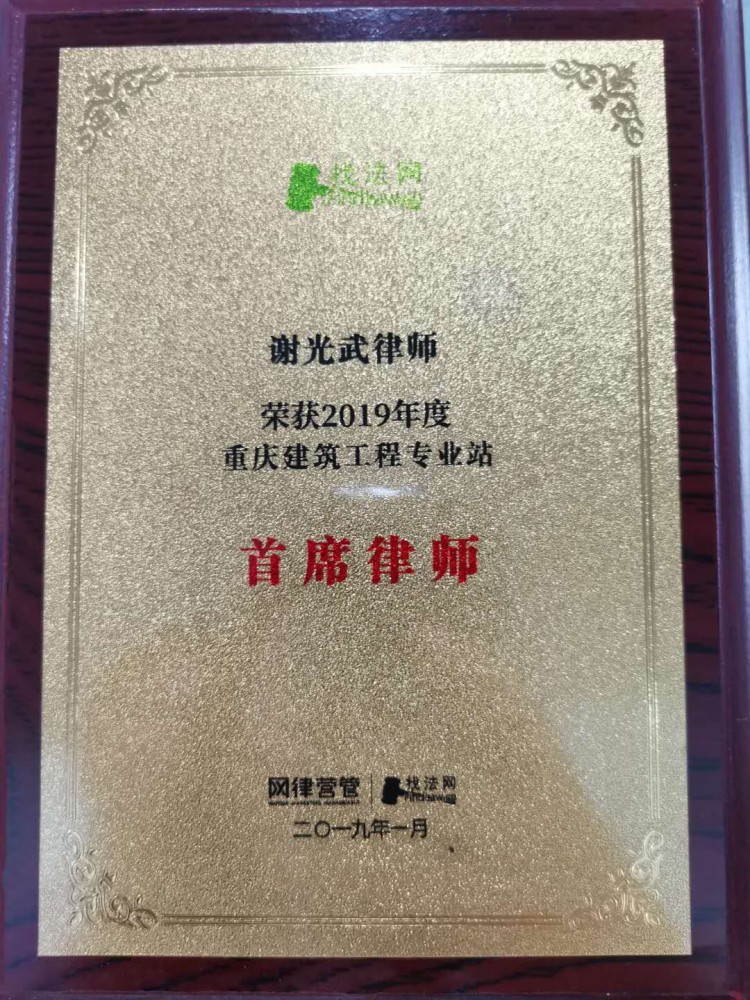 找法网
谢光武律师
荣获2019年度
重庆建筑工程专业站
首席律师
网律营管 找法网
二〇一九年一月